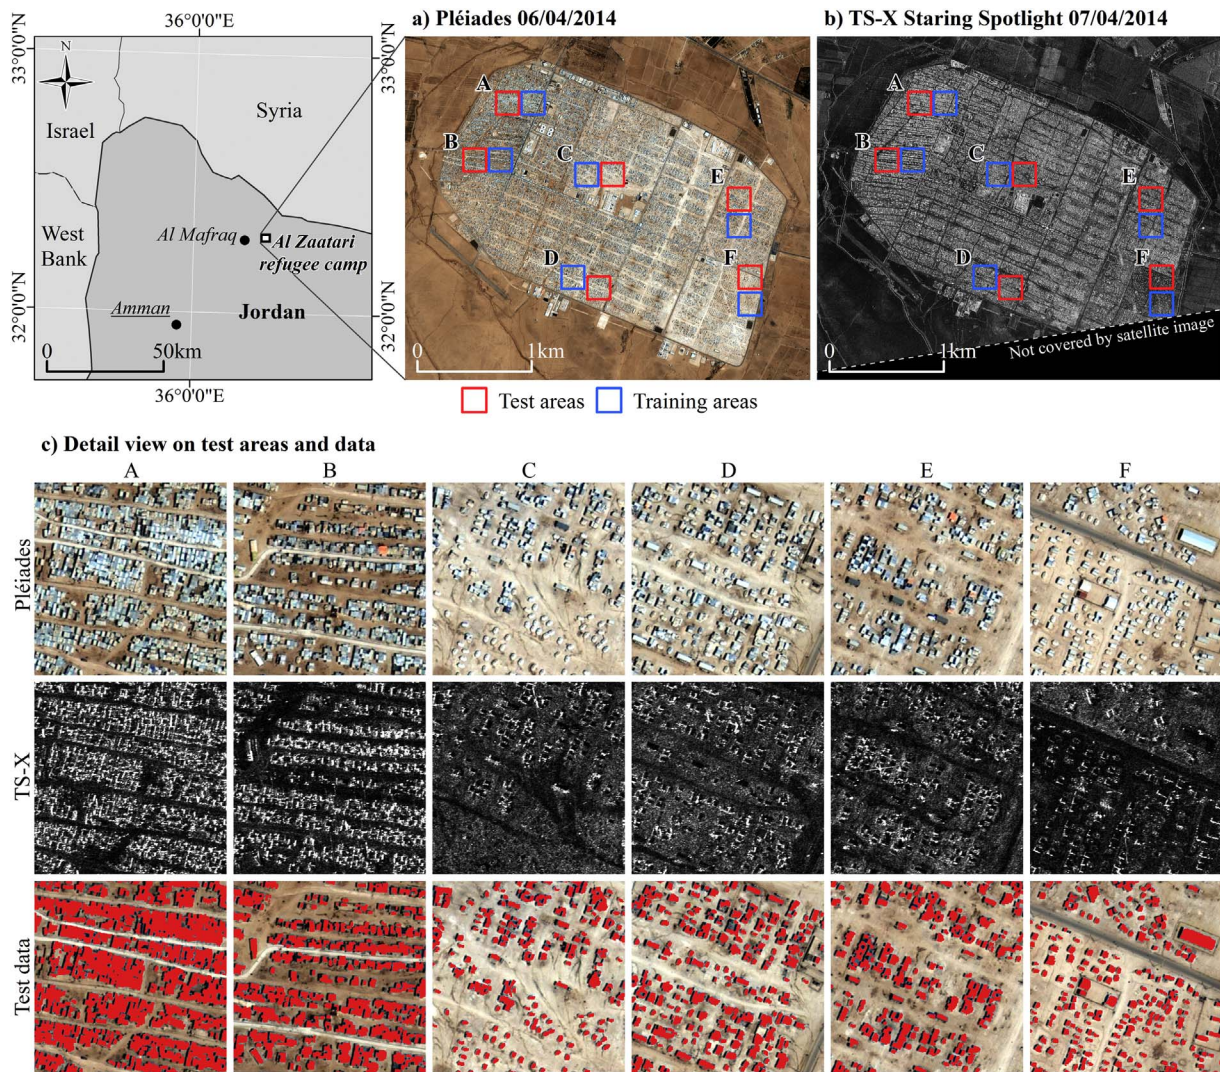 36°0'0"E
a) Pléiades 06/04/2014
b) TS-X Staring Spotlight 07/04/2014
33°0'0"N
33°0'0"N
N
Syria
Israel
West
Bank
Al Mafraq
Al Zaatari
refugee camp
Amman
Jordan
32°0'0"N
32°0'0"N
0 50km
36°0'0"E
A
B
C
E
D
F
0 1km
A
B
C
E
D
F
Not covered by satellite image
0 1km
Test areas Training areas
c) Detail view on test areas and data
A B C D E F
Pléiades
TS-X
Test data